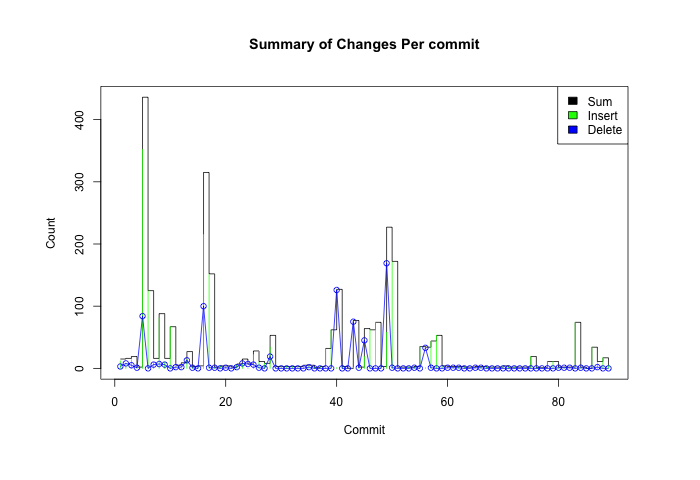 Summary of Changes Per commit
Sum
Insert
Delete
Count
400
300
200
100
0
0 20 40 60 80
Commit